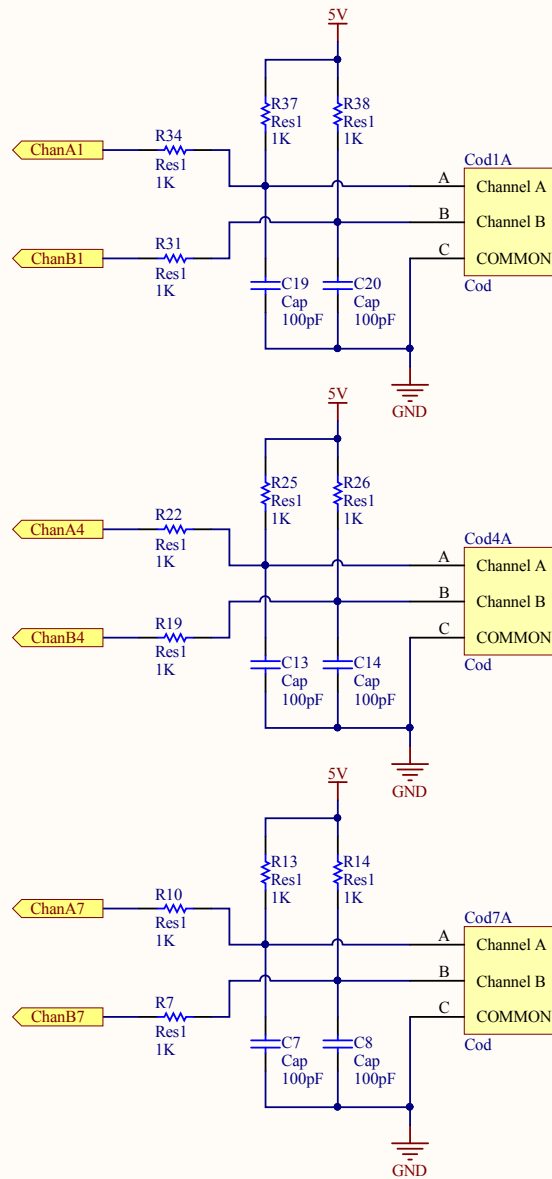 5V
R37
Res1
1K
R38
Res1
1K
ChanA1
R34
Res1
1K
Cod1A
A
Channel A
B
Channel B
ChanB1
R31
Res1
1K
C
COMMON
Cod
C19
Cap
100pF
C20
Cap
100pF
GND
5V
R25
Res1
1K
R26
Res1
1K
ChanA4
R22
Res1
1K
Cod4A
A
Channel A
B
Channel B
ChanB4
R19
Res1
1K
C
COMMON
Cod
C13
Cap
100pF
C14
Cap
100pF
GND
5V
R13
Res1
1K
R14
Res1
1K
ChanA7
R10
Res1
1K
Cod7A
A
Channel A
B
Channel B
ChanB7
R7
Res1
1K
C
COMMON
Cod
C7
Cap
100pF
C8
Cap
100pF
GND